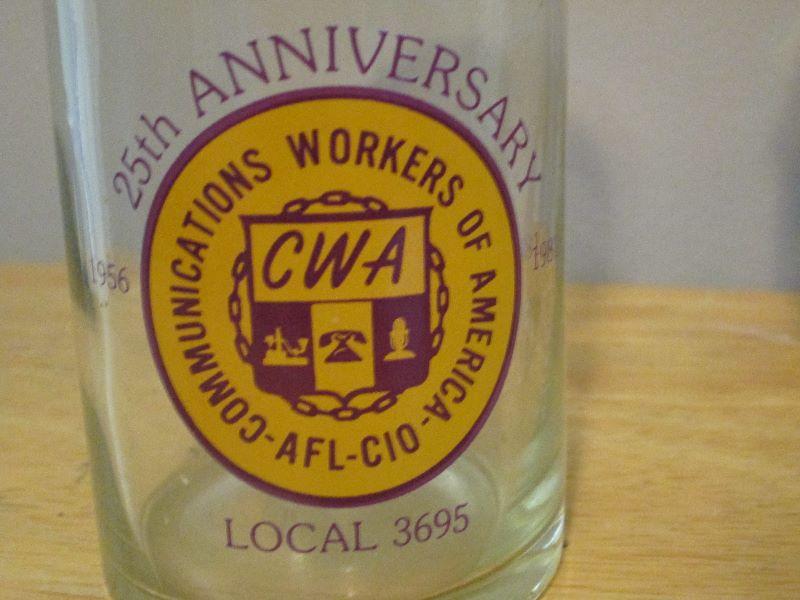 25th ANNIVERSARY
COMMUNICATIONS WORKERS OF AMERICA-
AFL-CIO-
CWA
1956
LOCAL 3695